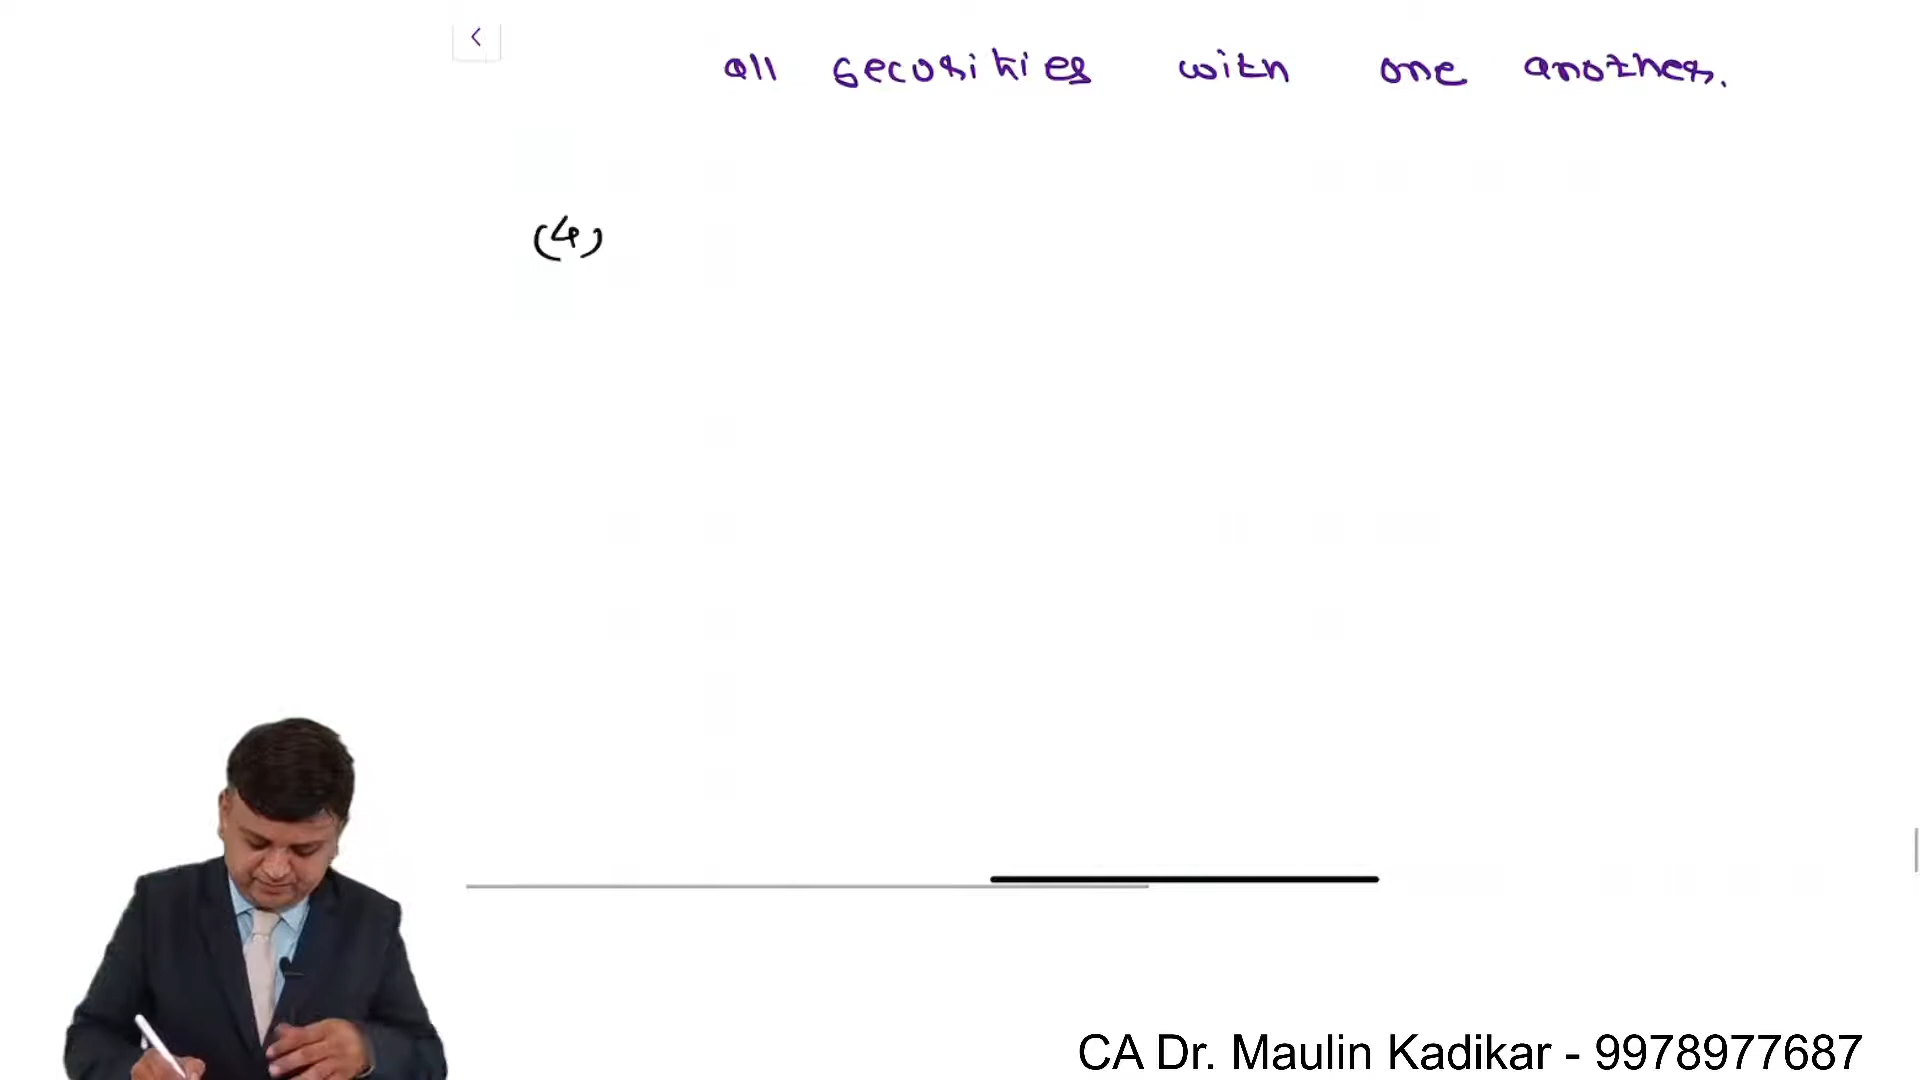 all securities with one another.
(4)
CA Dr. Maulin Kadikar - 9978977687